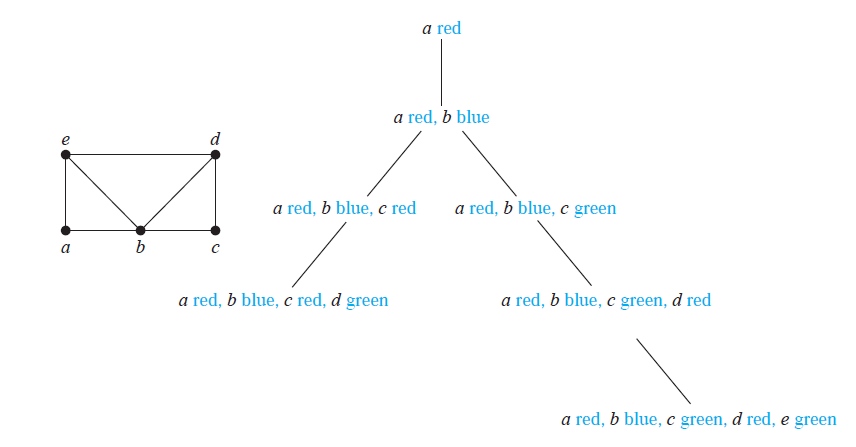 a red
a red, b blue
e d
a red, b blue, c red a red, b blue, c green
a b c
a red, b blue, c red, d green a red, b blue, c green, d red
a red, b blue, c green, d red, e green